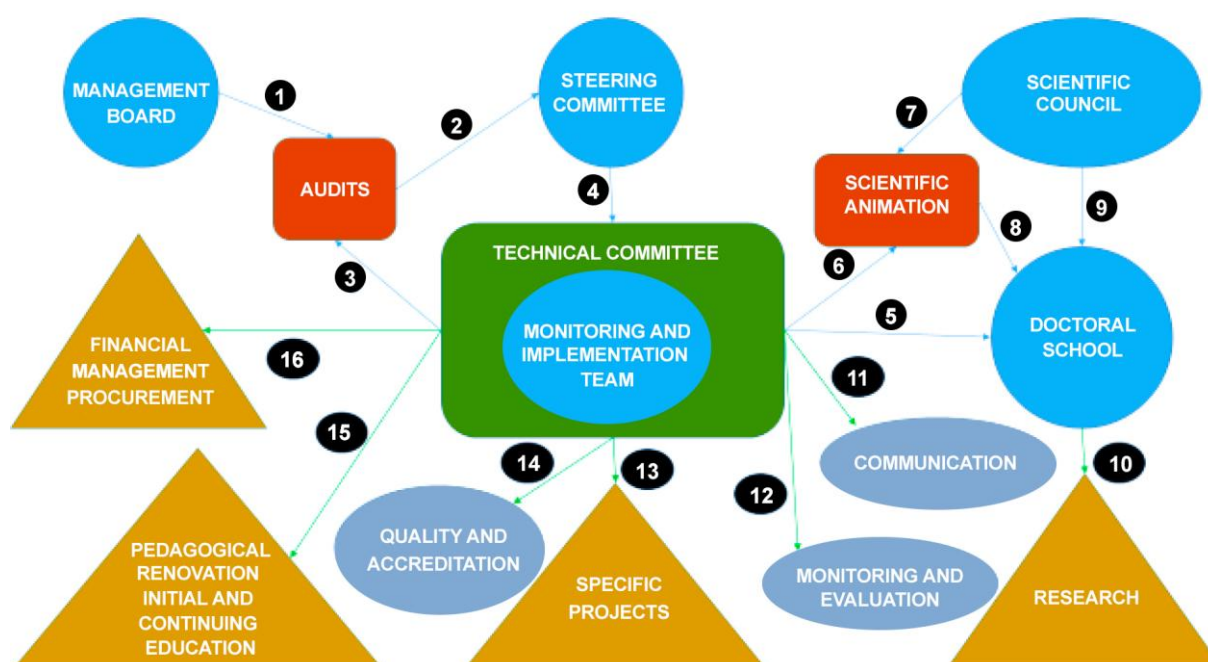 MANAGEMENT
BOARD
1
2
STEERING
COMMITTEE
SCIENTIFIC
COUNCIL
7
AUDITS
4
SCIENTIFIC
ANIMATION
9
8
3
TECHNICAL COMMITTEE
6
5
MONITORING AND
IMPLEMENTATION
TEAM
DOCTORAL
SCHOOL
FINANCIAL
MANAGEMENT
PROCUREMENT
16
11
15
14
13
12
COMMUNICATION
10
QUALITY AND
ACCREDITATION
PEDAGOGICAL
RENOVATION
INITIAL AND
CONTINUING
EDUCATION
SPECIFIC
PROJECTS
MONITORING AND
EVALUATION
RESEARCH